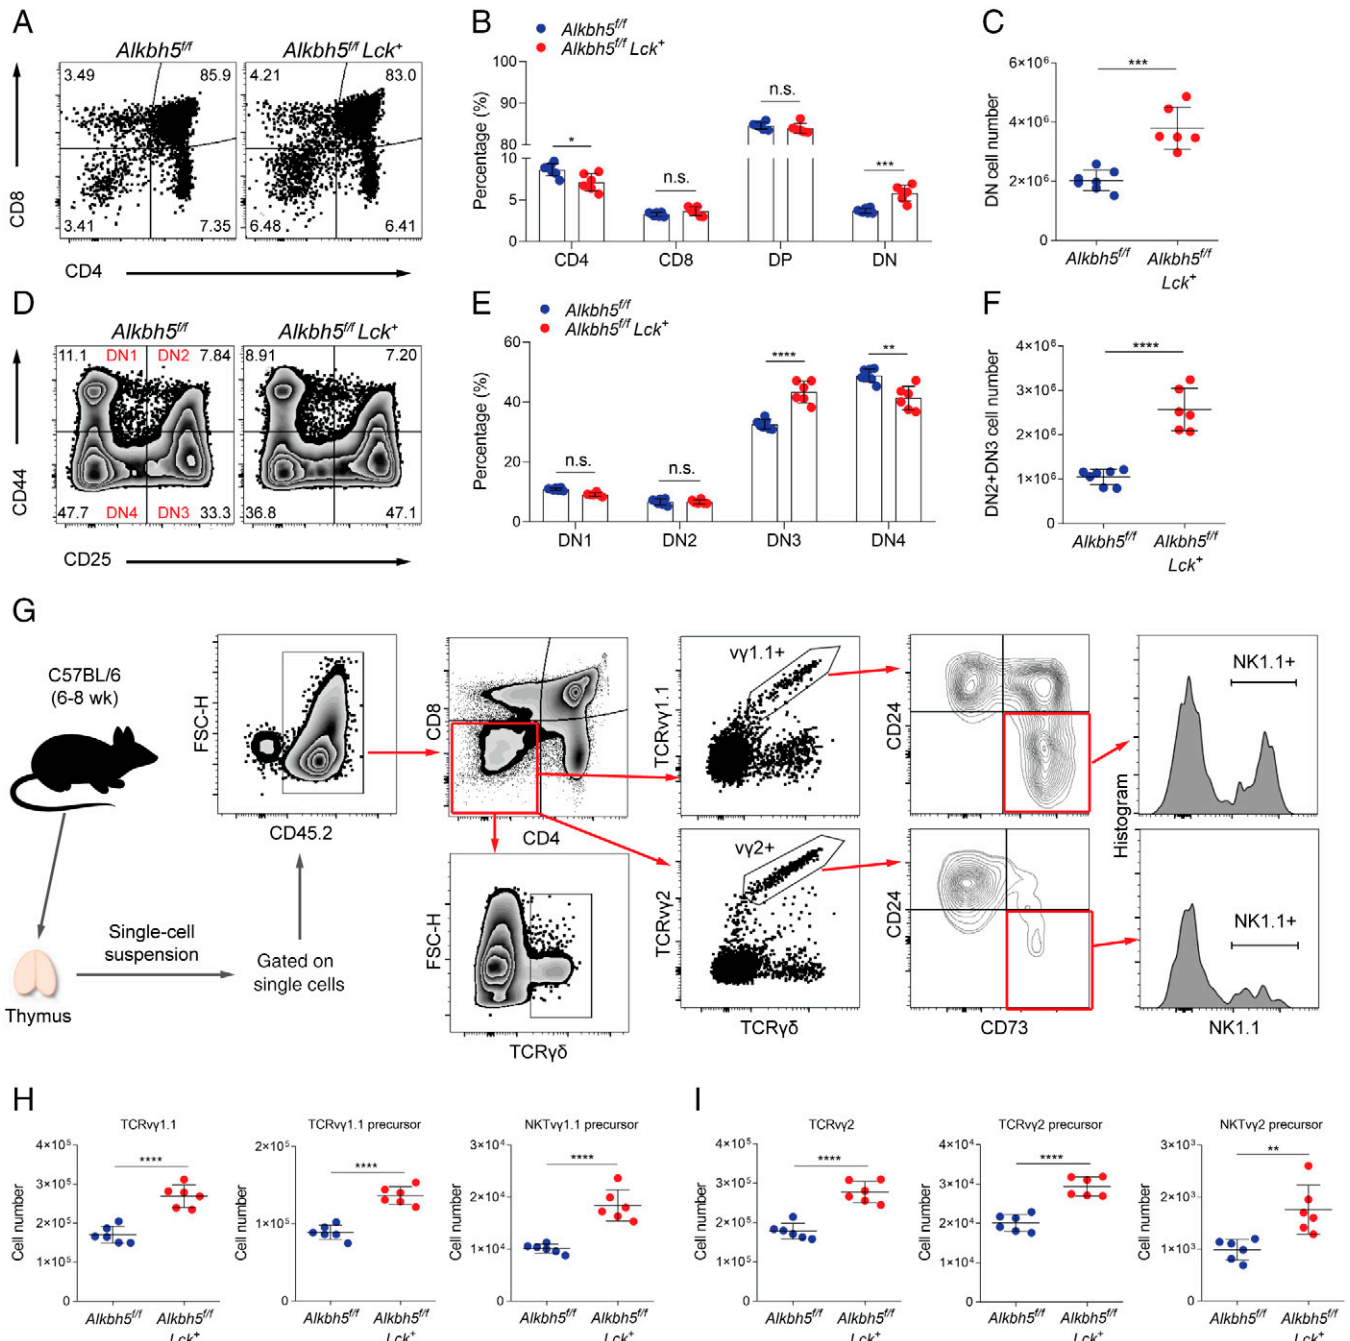 A
Alkbh5f/f
Alkbh5f/f Lck+
3.49
85.9
4.21
83.0
3.41
7.35
6.48
6.41
CD8
CD4
B
Alkbh5f/f
Alkbh5f/f Lck+
Percentage (%)
100
90
80
10
5
0
*
n.s.
n.s.
***
CD4
CD8
DP
DN
C
DN cell number
***
6×10⁶
4×10⁶
2×10⁶
0
Alkbh5f/f
Alkbh5f/f
Lck+
D
Alkbh5f/f
Alkbh5f/f Lck+
11.1
DN1
DN2
7.84
8.91
7.20
47.7
DN4
DN3
33.3
36.8
47.1
CD44
CD25
E
Alkbh5f/f
Alkbh5f/f Lck+
Percentage (%)
60
40
20
0
n.s.
n.s.
****
**
DN1
DN2
DN3
DN4
F
DN2+DN3 cell number
****
4×10⁶
3×10⁶
2×10⁶
1×10⁶
0
Alkbh5f/f
Alkbh5f/f
Lck+
G
C57BL/6
(6-8 wk)
Thymus
Single-cell
suspension
Gated on
single cells
FSC-H
CD45.2
CD8
CD4
FSC-H
TCRγδ
vγ1.1+
TCRvγ1.1
vγ2+
TCRvγ2
TCRγδ
CD24
CD24
CD73
Histogram
NK1.1+
NK1.1+
NK1.1
H
TCRvγ1.1
Cell number
****
4×10⁵
3×10⁵
2×10⁵
1×10⁵
0
Alkbh5f/f
Alkbh5f/f
Lck+
TCRvγ1.1 precursor
Cell number
****
2×10⁵
1×10⁵
0
Alkbh5f/f
Alkbh5f/f
Lck+
NKTvγ1.1 precursor
Cell number
****
3×10⁴
2×10⁴
1×10⁴
0
Alkbh5f/f
Alkbh5f/f
Lck+
I
TCRvγ2
Cell number
****
4×10⁵
3×10⁵
2×10⁵
1×10⁵
0
Alkbh5f/f
Alkbh5f/f
Lck+
TCRvγ2 precursor
Cell number
****
4×10⁴
3×10⁴
2×10⁴
1×10⁴
0
Alkbh5f/f
Alkbh5f/f
Lck+
NKTvγ2 precursor
Cell number
**
3×10³
2×10³
1×10³
0
Alkbh5f/f
Alkbh5f/f
Lck+